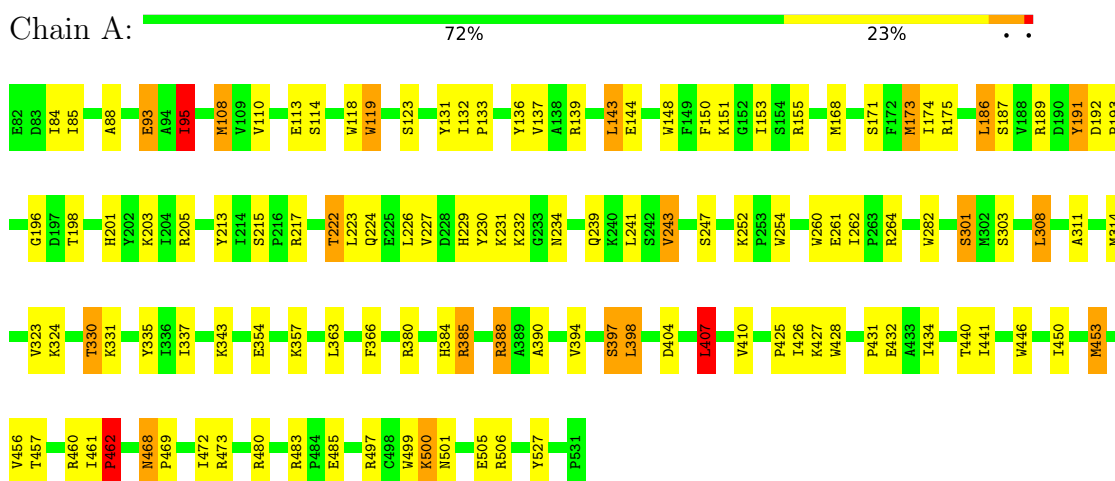 Chain A:
72% 23% • •
E82 D83 I84 I85 A88 E93 A94 I95 M108 V109 V110 E113 S114 W118 W119 S123 Y131 I132 P133 Y136 V137 A138 R139 L143 E144 W148 F149 F150 K151 G152 I153 S154 R155 M168 S171 F172 M173 I174 R175 L186 S187 V188 R189 D190 Y191 D192
G196 D197 T198 H201 Y202 K203 I204 R205 Y213 I214 S215 P216 R217 T222 L223 Q224 E225 L226 V227 D228 H229 Y230 K231 K232 G233 N234 Q239 K240 L241 S242 V243 S247 K252 P253 W254 W260 E261 I262 P263 R264 W282 S301 M302 S303 L308 A311 M314
V323 K324 T330 K331 Y335 I336 I337 K343 E354 K357 L363 F366 R380 H384 R385 R388 A389 A390 V394 S397 L398 D404 L407 V410 P425 I426 K427 W428 P431 E432 A433 I434 T440 I441 W446 I450 M453
V456 T457 R460 I461 P462 N468 P469 I472 R473 R480 R483 P484 E485 R497 C498 W499 K500 N501 E505 R506 Y527 P531